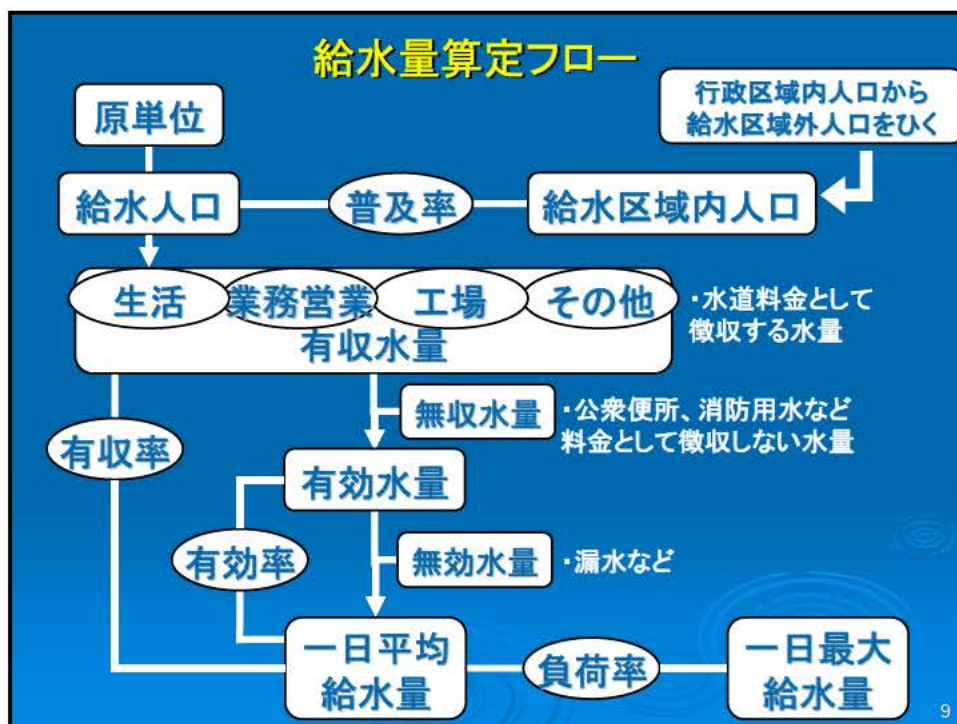 給水量算定フロー
原単位
行政区域内人口から
給水区域外人口をひく
給水人口
普及率
給水区域内人口
生活
業務営業
工場
その他
有収水量
・水道料金として
徴収する水量
無収水量
・公衆便所、消防用水など
料金として徴収しない水量
有収率
有効水量
有効率
無効水量
・漏水など
一日平均
給水量
負荷率
一日最大
給水量
9